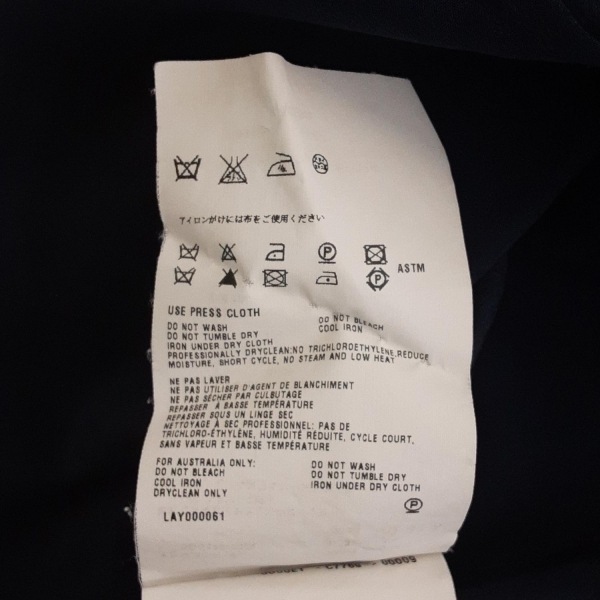 アイロンがけには布をご使用ください
P
ASTM
P
USE PRESS CLOTH
DO NOT WASH DO NOT BLEACH
DO NOT TUMBLE DRY COOL IRON
IRON UNDER DRY CLOTH
PROFESSIONALLY DRYCLEAN:NO TRICHLOROETHYLENE,REDUCE
MOISTURE, SHORT CYCLE, NO STEAM AND LOW HEAT
NE PAS LAVER
NE PAS UTILISER D'AGENT DE BLANCHIMENT
NE PAS SÉCHER PAR CULBUTAGE
REPASSER À BASSE TEMPÉRATURE
REPASSER SOUS UN LINGE SEC
NETTOYAGE À SEC PROFESSIONNEL: PAS DE
TRICHLORO-ÉTHYLÈNE, HUMIDITÉ RÉDUITE, CYCLE COURT,
SANS VAPEUR ET BASSE TEMPÉRATURE
FOR AUSTRALIA ONLY: DO NOT WASH
DO NOT BLEACH DO NOT TUMBLE DRY
COOL IRON IRON UNDER DRY CLOTH
DRYCLEAN ONLY
P
LAY000061